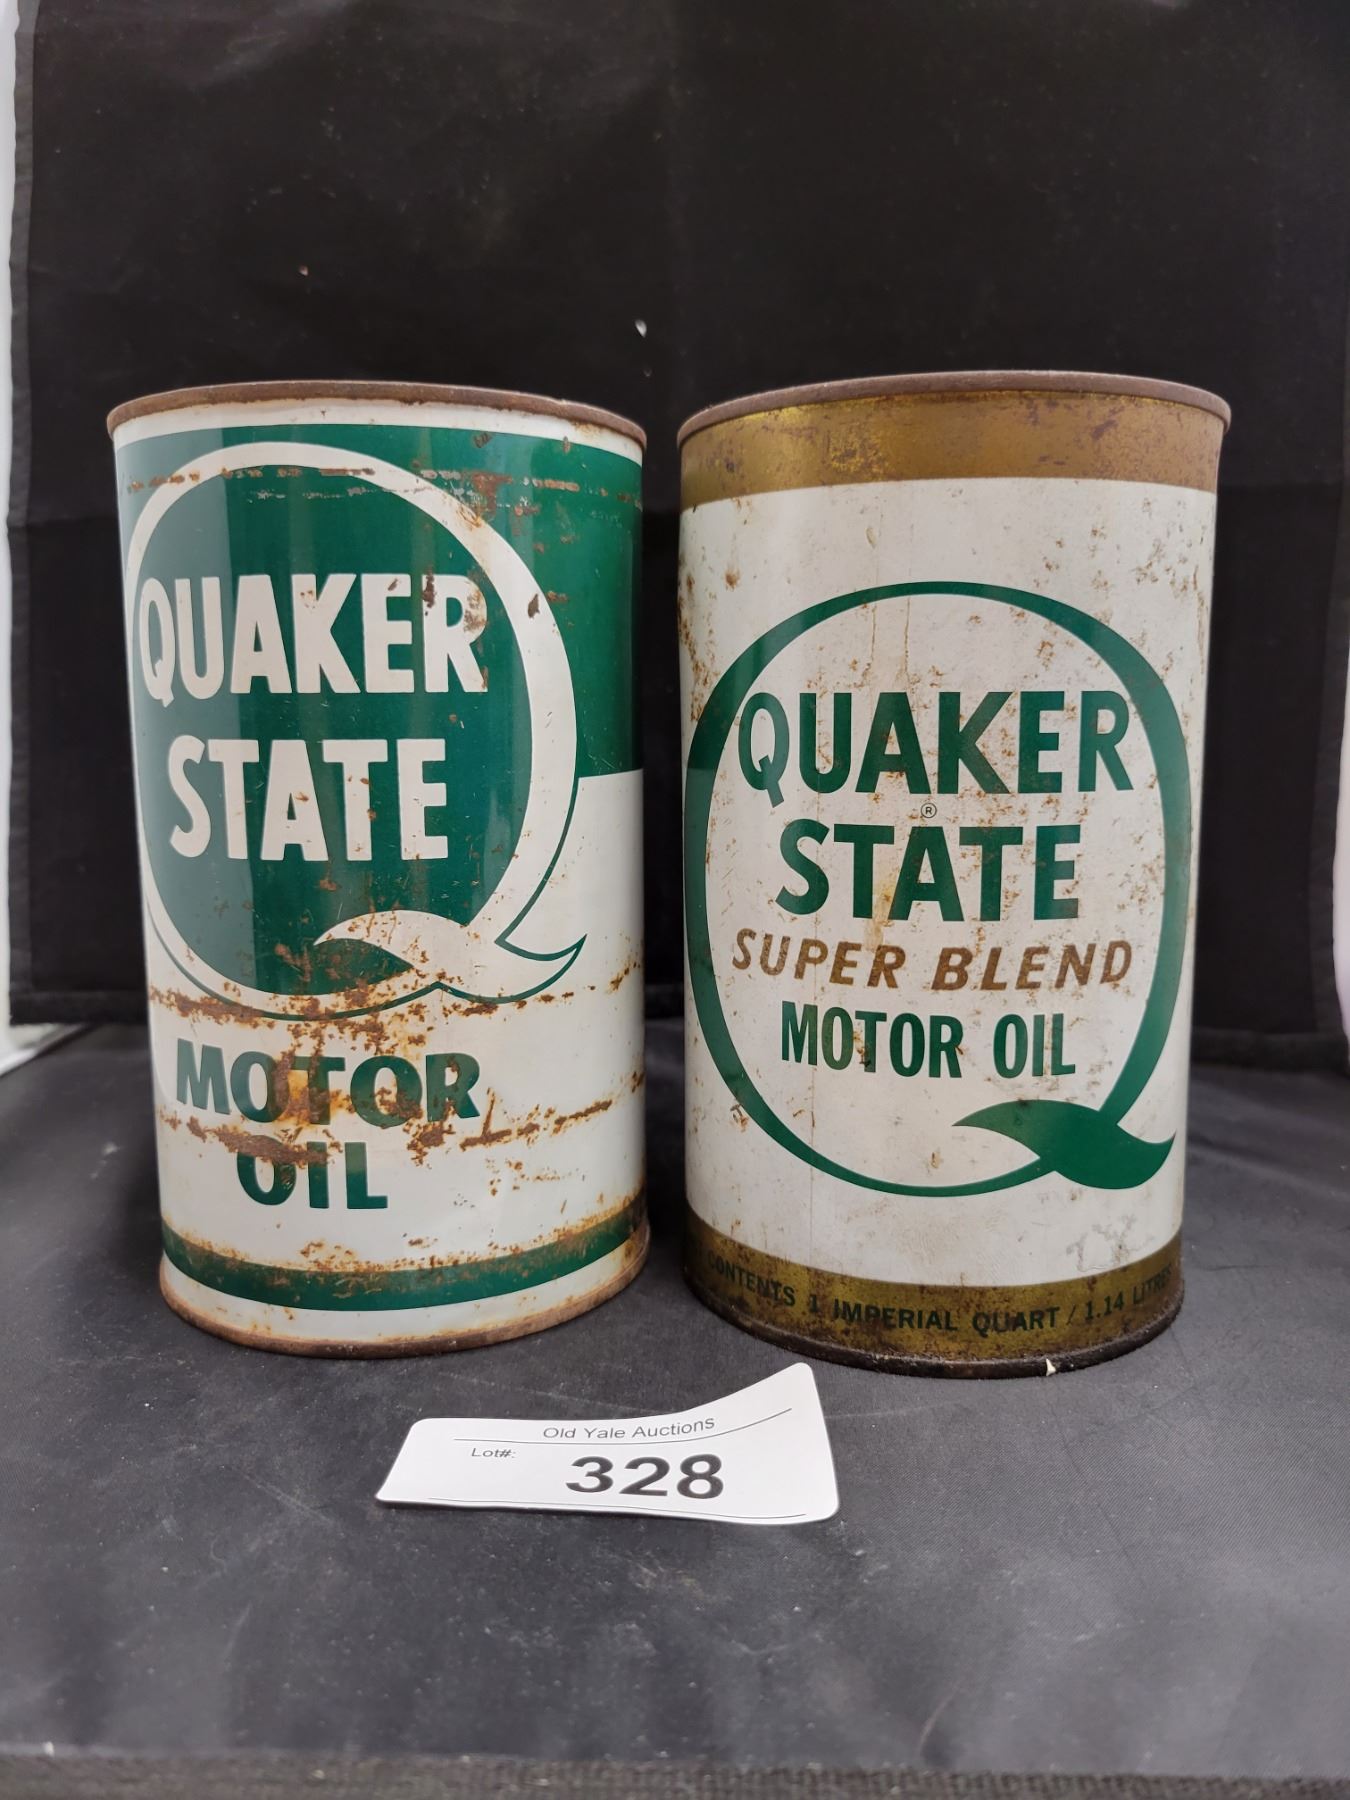 QUAKER
STATE
MOTOR
OIL
QUAKER
STATE
®
SUPER BLEND
MOTOR OIL
CONTENTS 1 IMPERIAL QUART / 1.14 LITRES
Old Yale Auctions
Lot#:
328